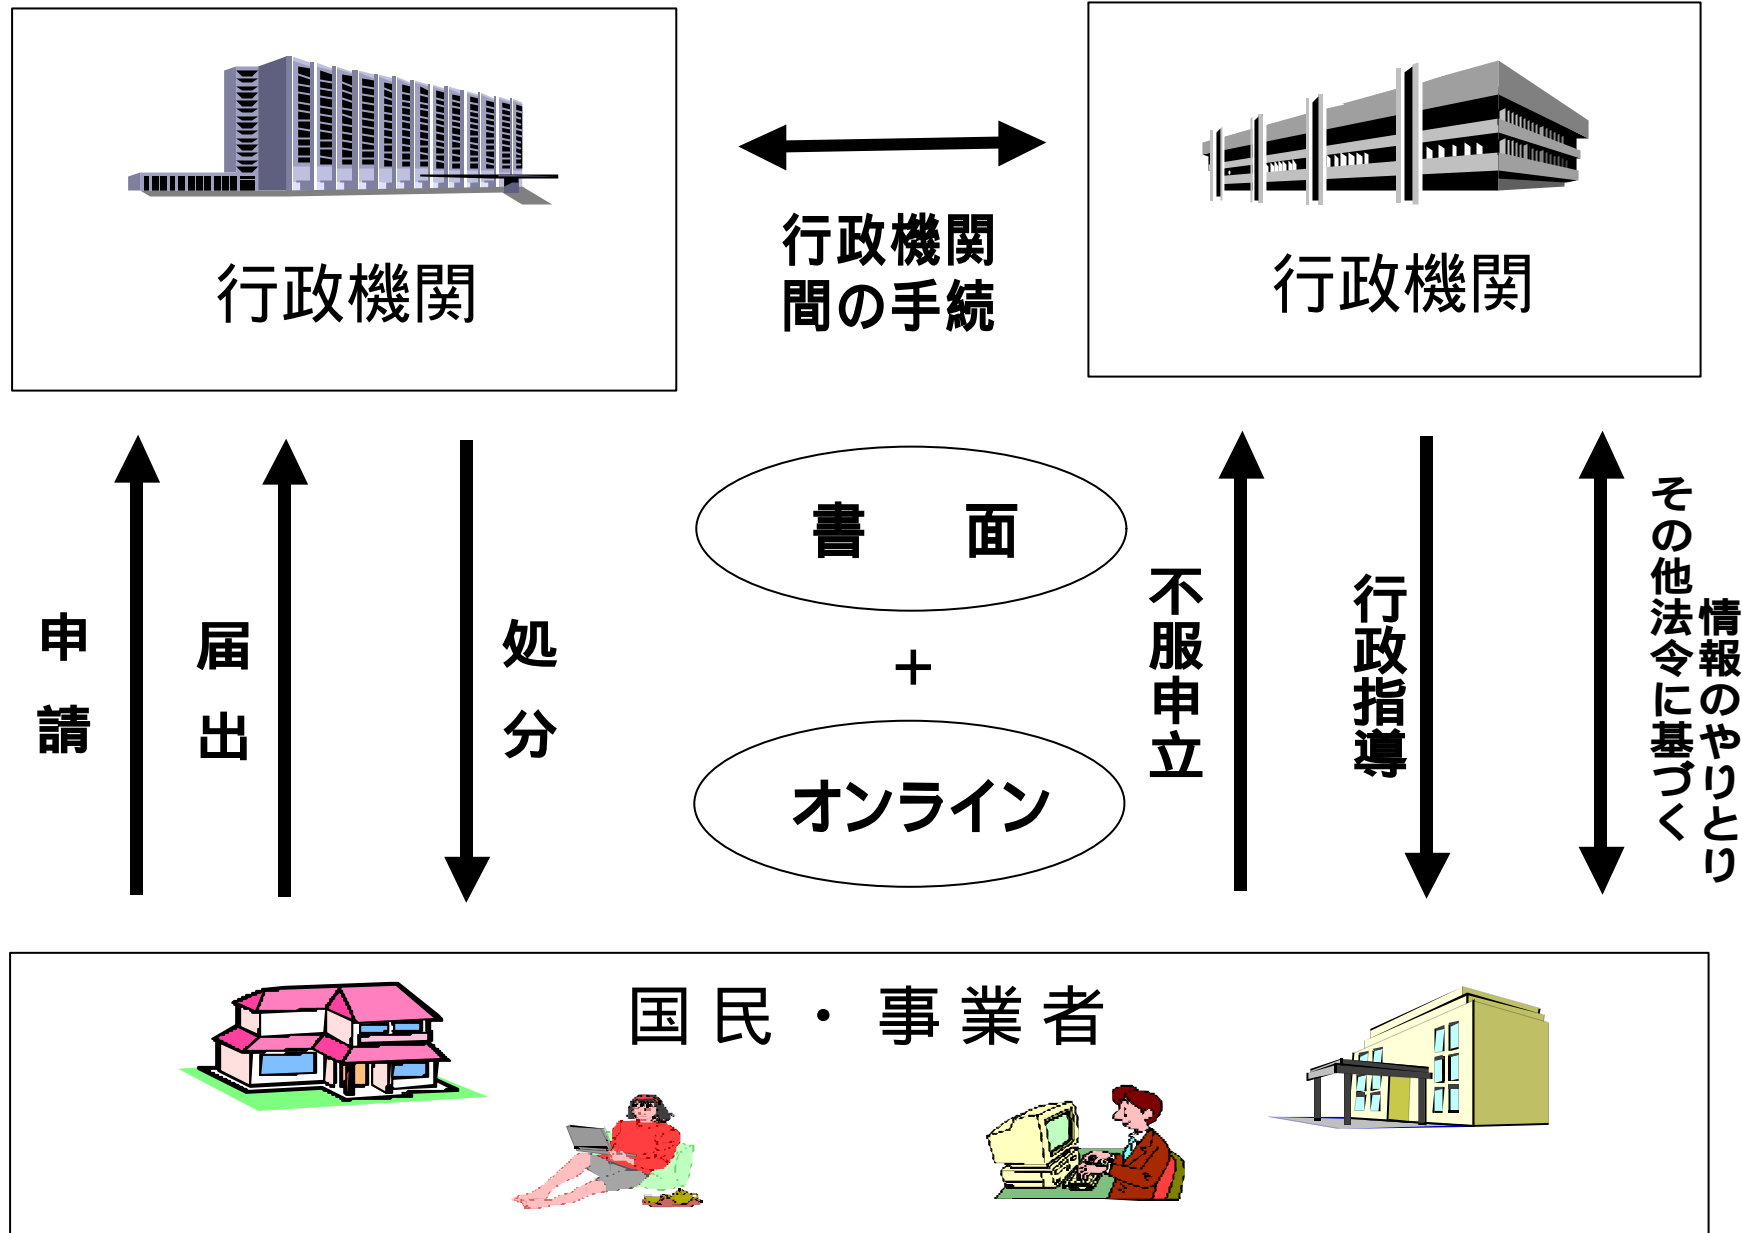 行政機関
行政機関
間の手続
行政機関
申請
届出
処分
書　面
+
オンライン
不服申立
行政指導
その他法令に基づく
情報のやりとり
国民・事業者